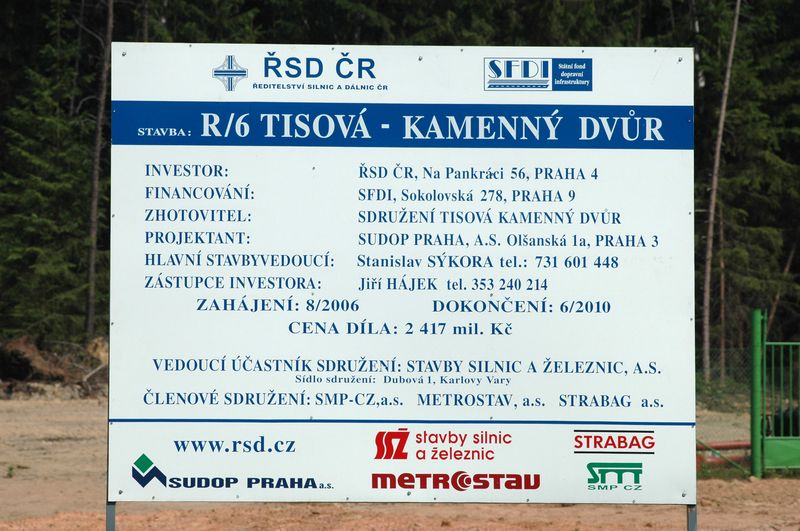 ŘSD ČR
ŘEDITELSTVÍ SILNIC A DÁLNIC ČR
SFDI
Státní fond
dopravní
infrastruktury
STAVBA: R/6 TISOVÁ - KAMENNÝ DVŮR
INVESTOR: ŘSD ČR, Na Pankráci 56, PRAHA 4
FINANCOVÁNÍ: SFDI, Sokolovská 278, PRAHA 9
ZHOTOVITEL: SDRUŽENÍ TISOVÁ KAMENNÝ DVŮR
PROJEKTANT: SUDOP PRAHA, A.S. Olšanská 1a, PRAHA 3
HLAVNÍ STAVBYVEDOUCÍ: Stanislav SÝKORA tel.: 731 601 448
ZÁSTUPCE INVESTORA: Jiří HÁJEK tel. 353 240 214
ZAHÁJENÍ: 8/2006 DOKONČENÍ: 6/2010
CENA DÍLA: 2 417 mil. Kč
VEDOUCÍ ÚČASTNÍK SDRUŽENÍ: STAVBY SILNIC A ŽELEZNIC, A.S.
Sídlo sdružení: Dubová 1, Karlovy Vary
ČLENOVÉ SDRUŽENÍ: SMP-CZ,a.s. METROSTAV, a.s. STRABAG a.s.
www.rsd.cz
SSŽ stavby silnic
a železnic
STRABAG
SUDOP PRAHA a.s.
METROSTAV
SMP
SMP CZ